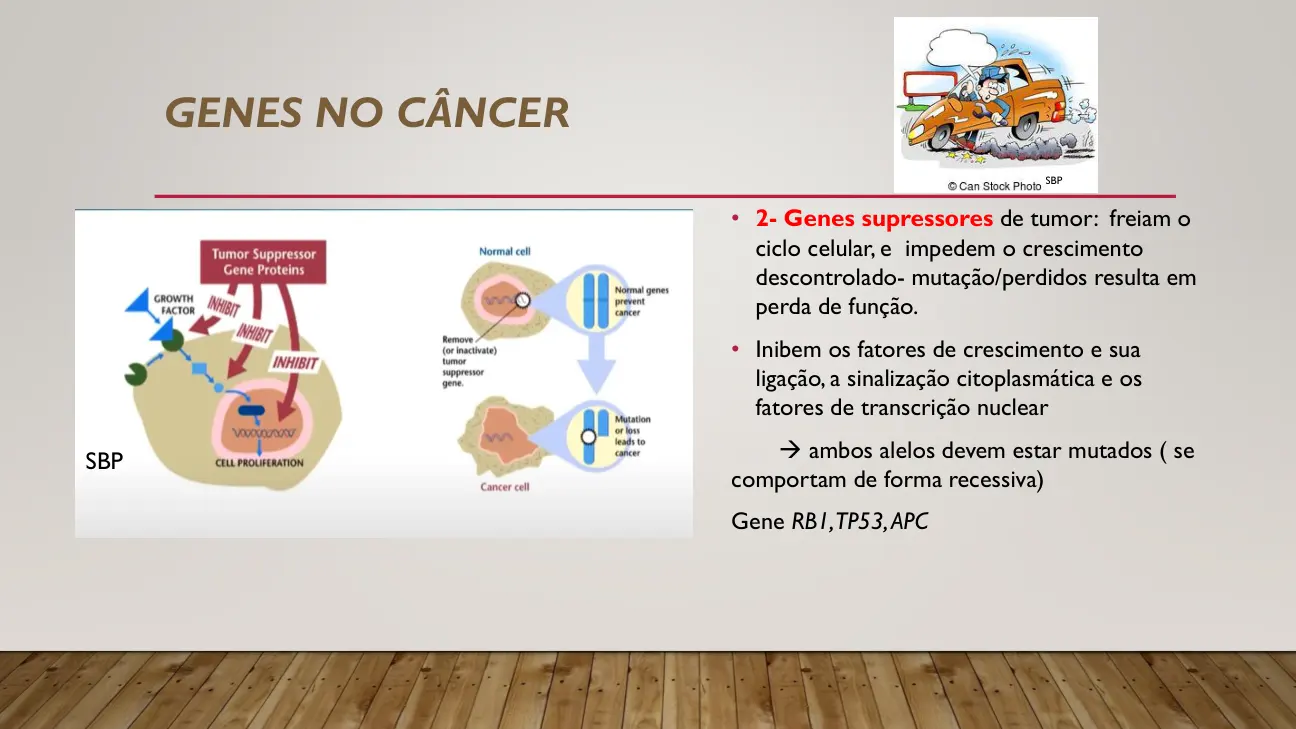 GENES NO CÂNCER
© Can Stock Photo
SBP
Tumor Suppressor
Gene Proteins
GROWTH
FACTOR
INHIBIT
INHIBIT
INHIBIT
CELL PROLIFERATION
SBP
Normal cell
Normal genes
prevent
cancer
Remove
(or inactivate)
tumor
suppressor
gene.
Mutation
or loss
leads to
cancer
Cancer cell
• 2- Genes supressores de tumor: freiam o
ciclo celular, e impedem o crescimento
descontrolado- mutação/perdidos resulta em
perda de função.
• Inibem os fatores de crescimento e sua
ligação, a sinalização citoplasmática e os
fatores de transcrição nuclear
→ ambos alelos devem estar mutados ( se
comportam de forma recessiva)
Gene RB1, TP53, APC